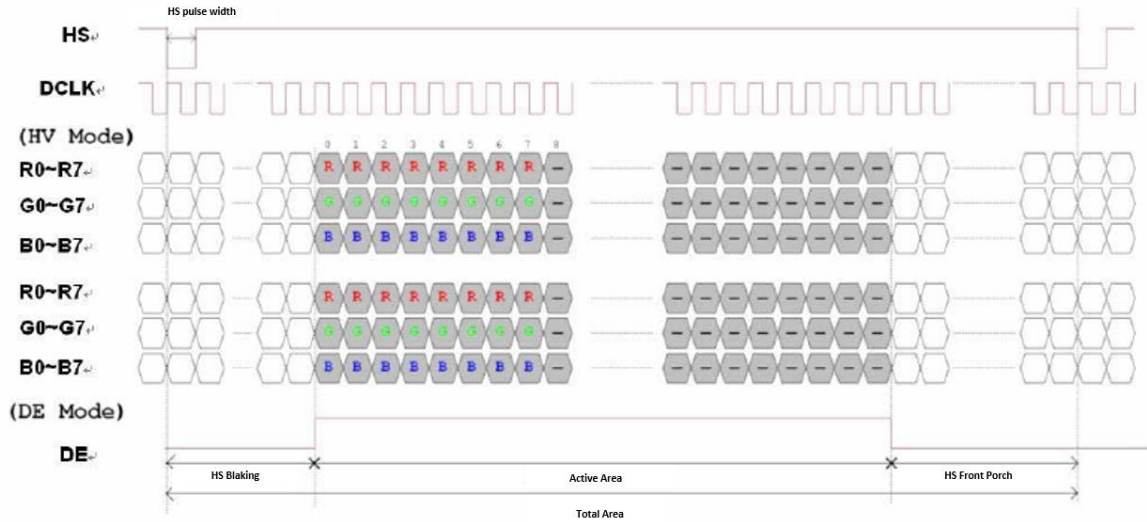 HS pulse width
HS
DCLK
(HV Mode)
0 1 2 3 4 5 6 7 8
R0~R7 R R R R R R R R – – – – – – – – –
G0~G7 G G G G G G G G – – – – – – – – –
B0~B7 B B B B B B B B – – – – – – – – –
R0~R7 R R R R R R R R – – – – – – – – –
G0~G7 G G G G G G G G – – – – – – – – –
B0~B7 B B B B B B B B – – – – – – – – –
(DE Mode)
DE
HS Blaking Active Area HS Front Porch
Total Area